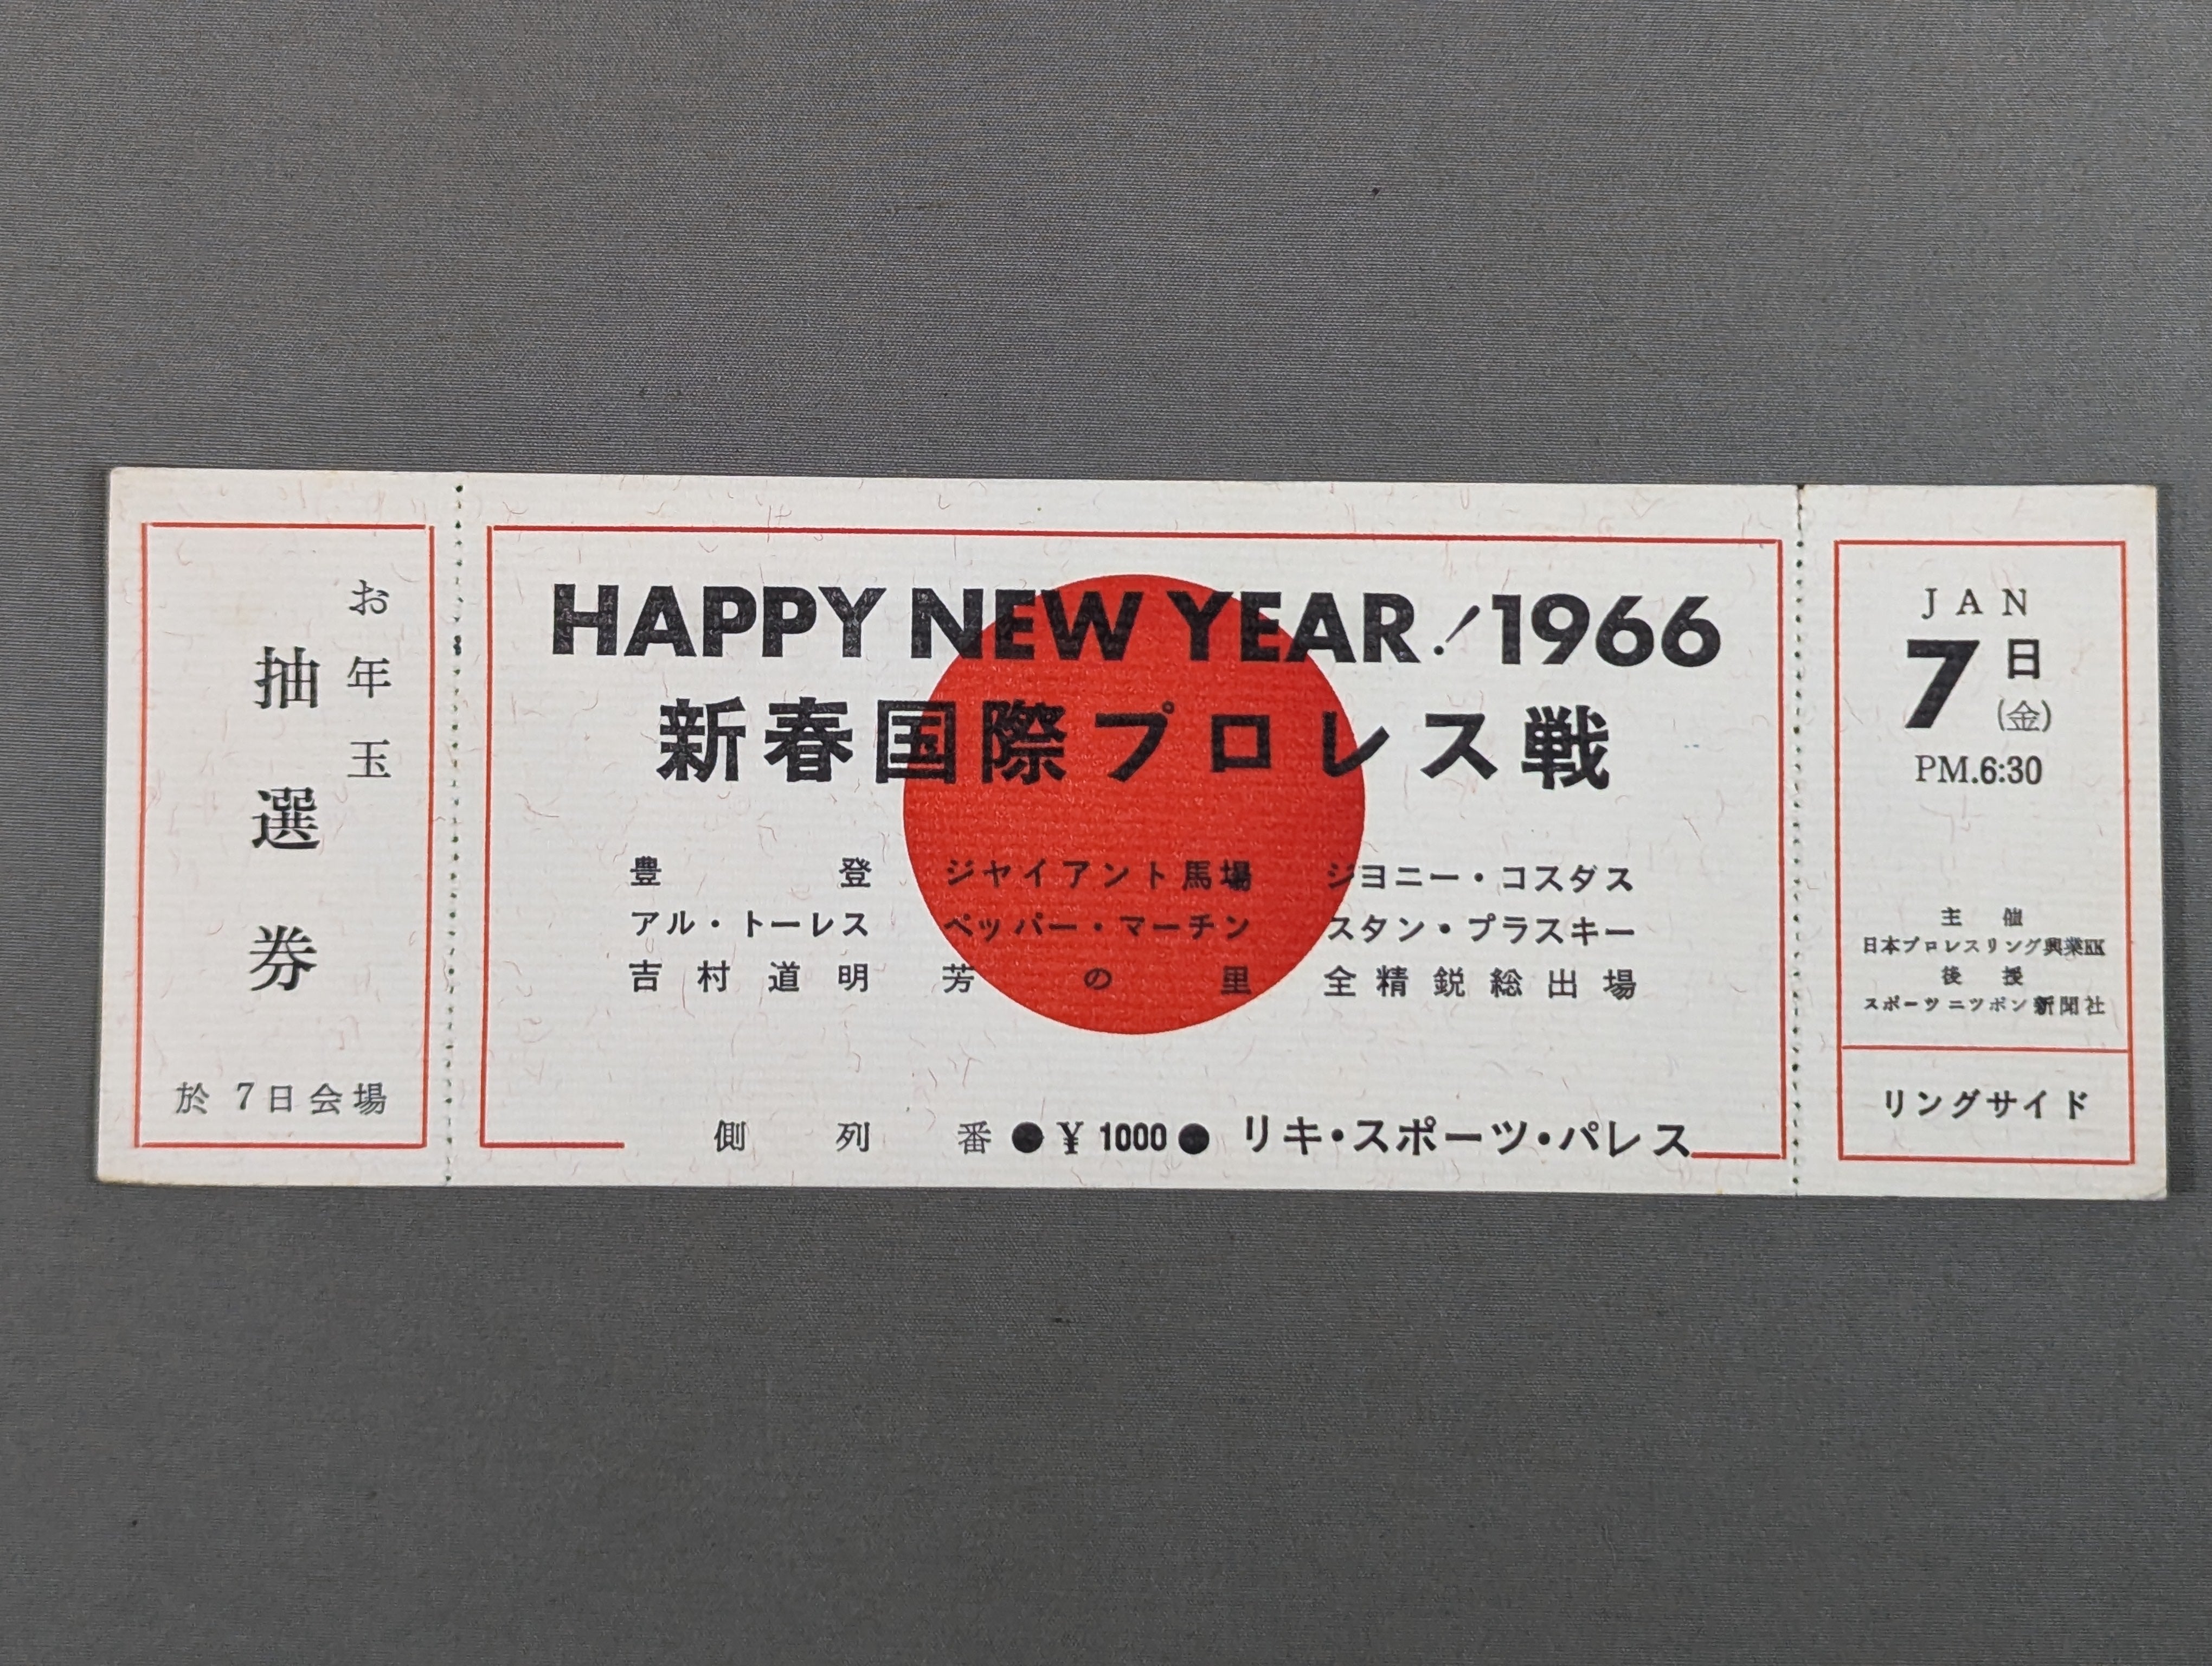 お年玉
抽選券
於 7日会場
HAPPY NEW YEAR! 1966
新春国際プロレス戦
豊登 ジヤイアント馬場 ジヨニー・コスダス
アル・トーレス ペッパー・マーチン スタン・プラスキー
吉村道明 芳の里 全精鋭総出場
側 列 番 ● ¥1000 ● リキ・スポーツ・パレス
JAN
7日(金)
PM.6:30
主催
日本プロレスリング興業KK
後援
スポーツニツポン新聞社
リングサイド